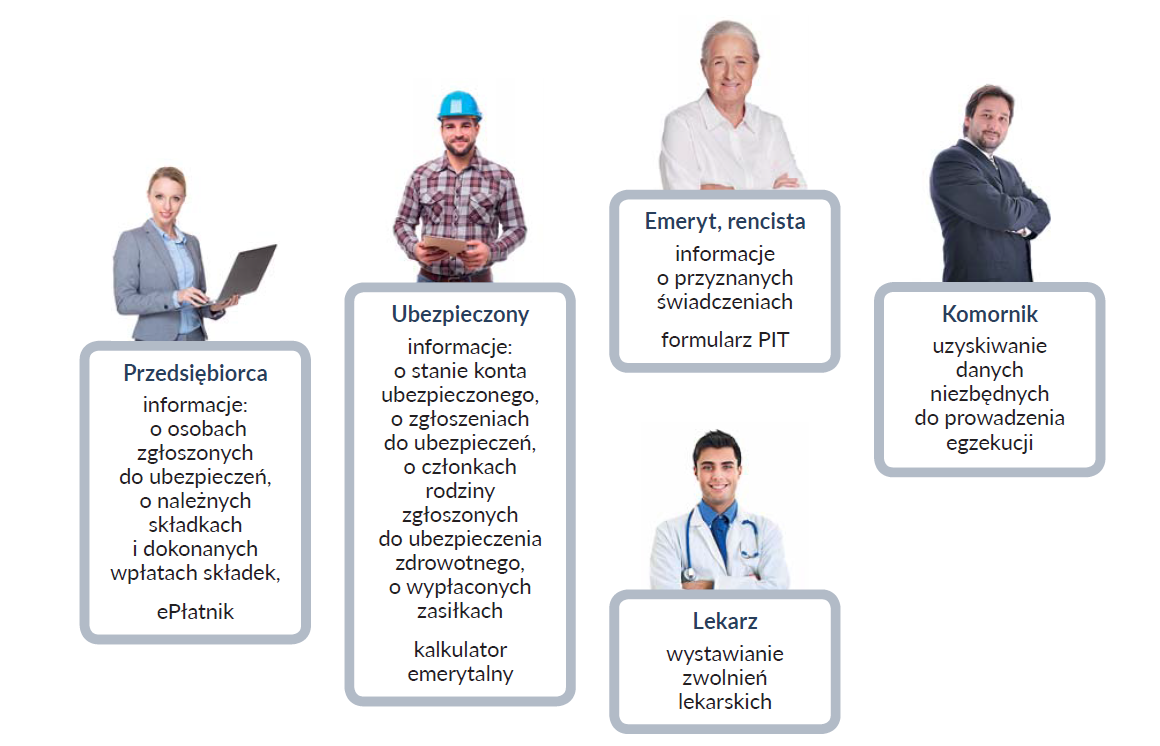 Przedsiębiorca
informacje:
o osobach
zgłoszonych
do ubezpieczeń,
o należnych
składkach
i dokonanych
wpłatach składek,
ePłatnik
Ubezpieczony
informacje:
o stanie konta
ubezpieczonego,
o zgłoszeniach
do ubezpieczeń,
o członkach
rodziny
zgłoszonych
do ubezpieczenia
zdrowotnego,
o wypłaconych
zasiłkach
kalkulator
emerytalny
Emeryt, rencista
informacje
o przyznanych
świadczeniach
formularz PIT
Lekarz
wystawianie
zwolnień
lekarskich
Komornik
uzyskiwanie
danych
niezbędnych
do prowadzenia
egzekucji